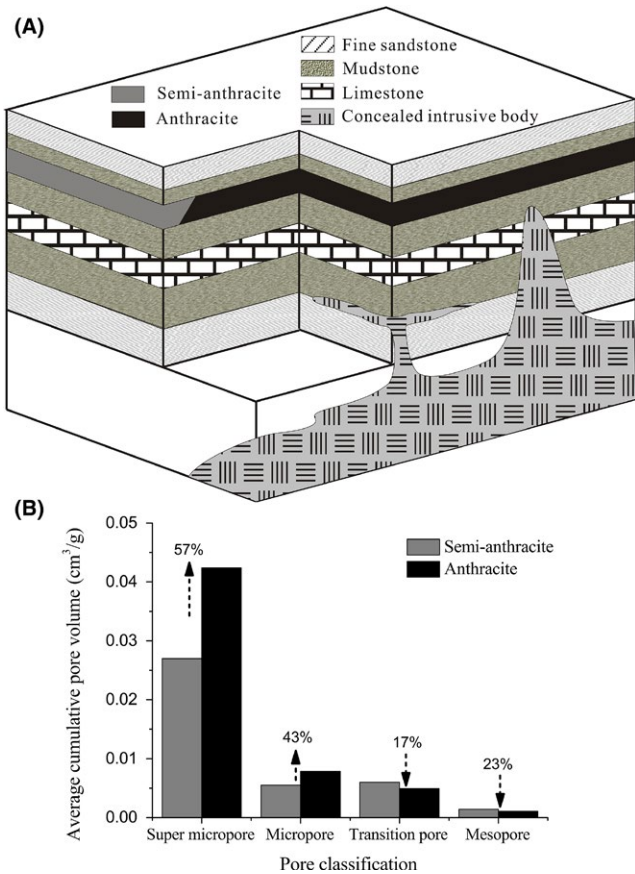 (A)
Fine sandstone
Mudstone
Semi-anthracite
Limestone
Anthracite
Concealed intrusive body
(B)
0.05
0.04
0.03
0.02
0.01
0.00
Average cumulative pore volume (cm³/g)
57%
43%
17%
23%
Semi-anthracite
Anthracite
Super micropore
Micropore
Transition pore
Mesopore
Pore classification